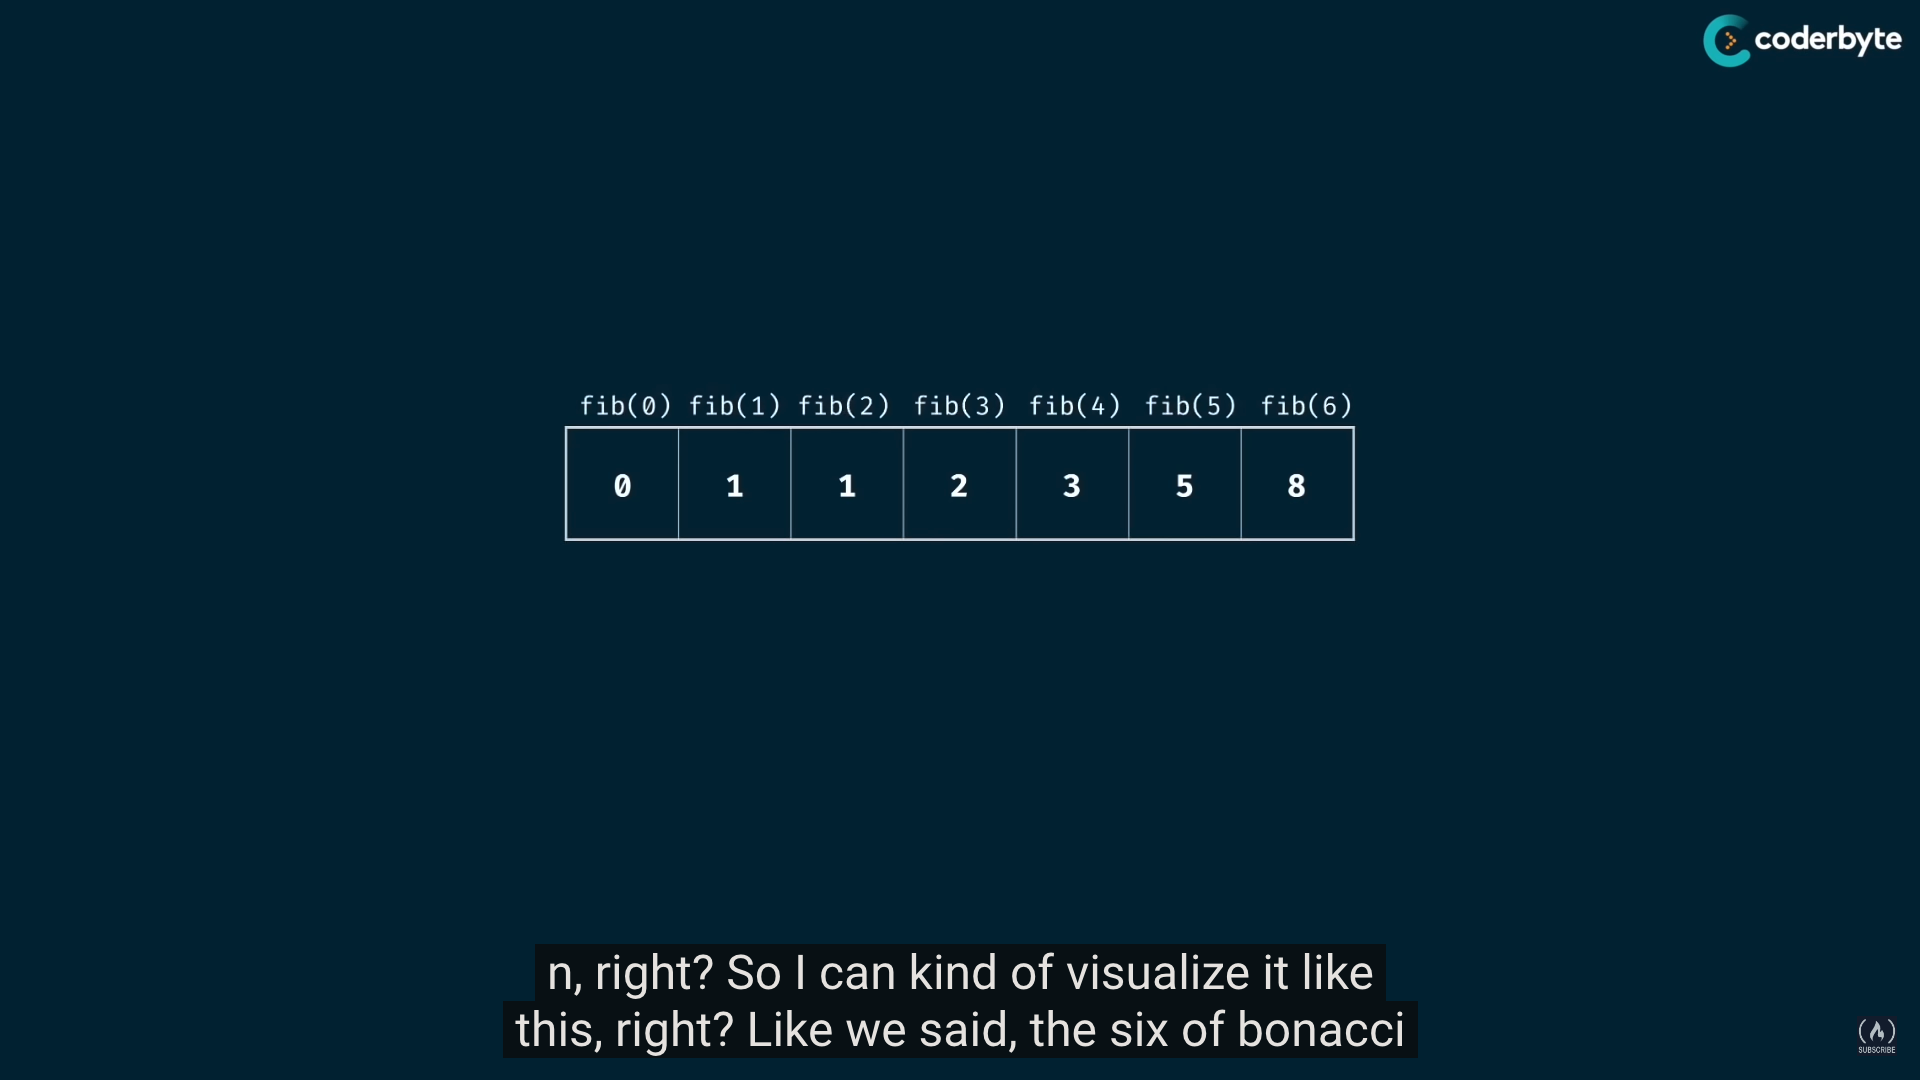 coderbyte
fib(0) fib(1) fib(2) fib(3) fib(4) fib(5) fib(6)
0 1 1 2 3 5 8
n, right? So I can kind of visualize it like
this, right? Like we said, the six of bonacci
SUBSCRIBE